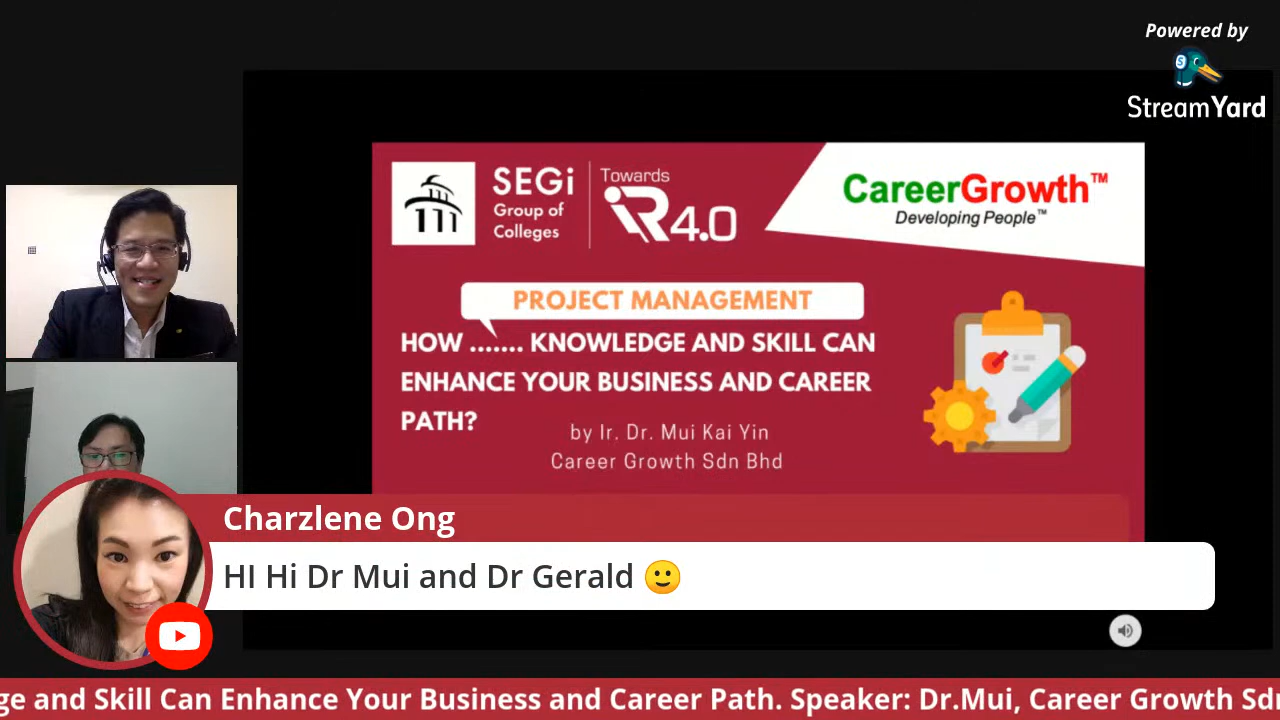 Powered by
StreamYard
SEGi
Group of
Colleges
Towards
iR4.0
CareerGrowth™
Developing People™
PROJECT MANAGEMENT
HOW ....... KNOWLEDGE AND SKILL CAN
ENHANCE YOUR BUSINESS AND CAREER
PATH?
by Ir. Dr. Mui Kai Yin
Career Growth Sdn Bhd
Charzlene Ong
HI Hi Dr Mui and Dr Gerald 🙂
ge and Skill Can Enhance Your Business and Career Path. Speaker: Dr.Mui, Career Growth Sd